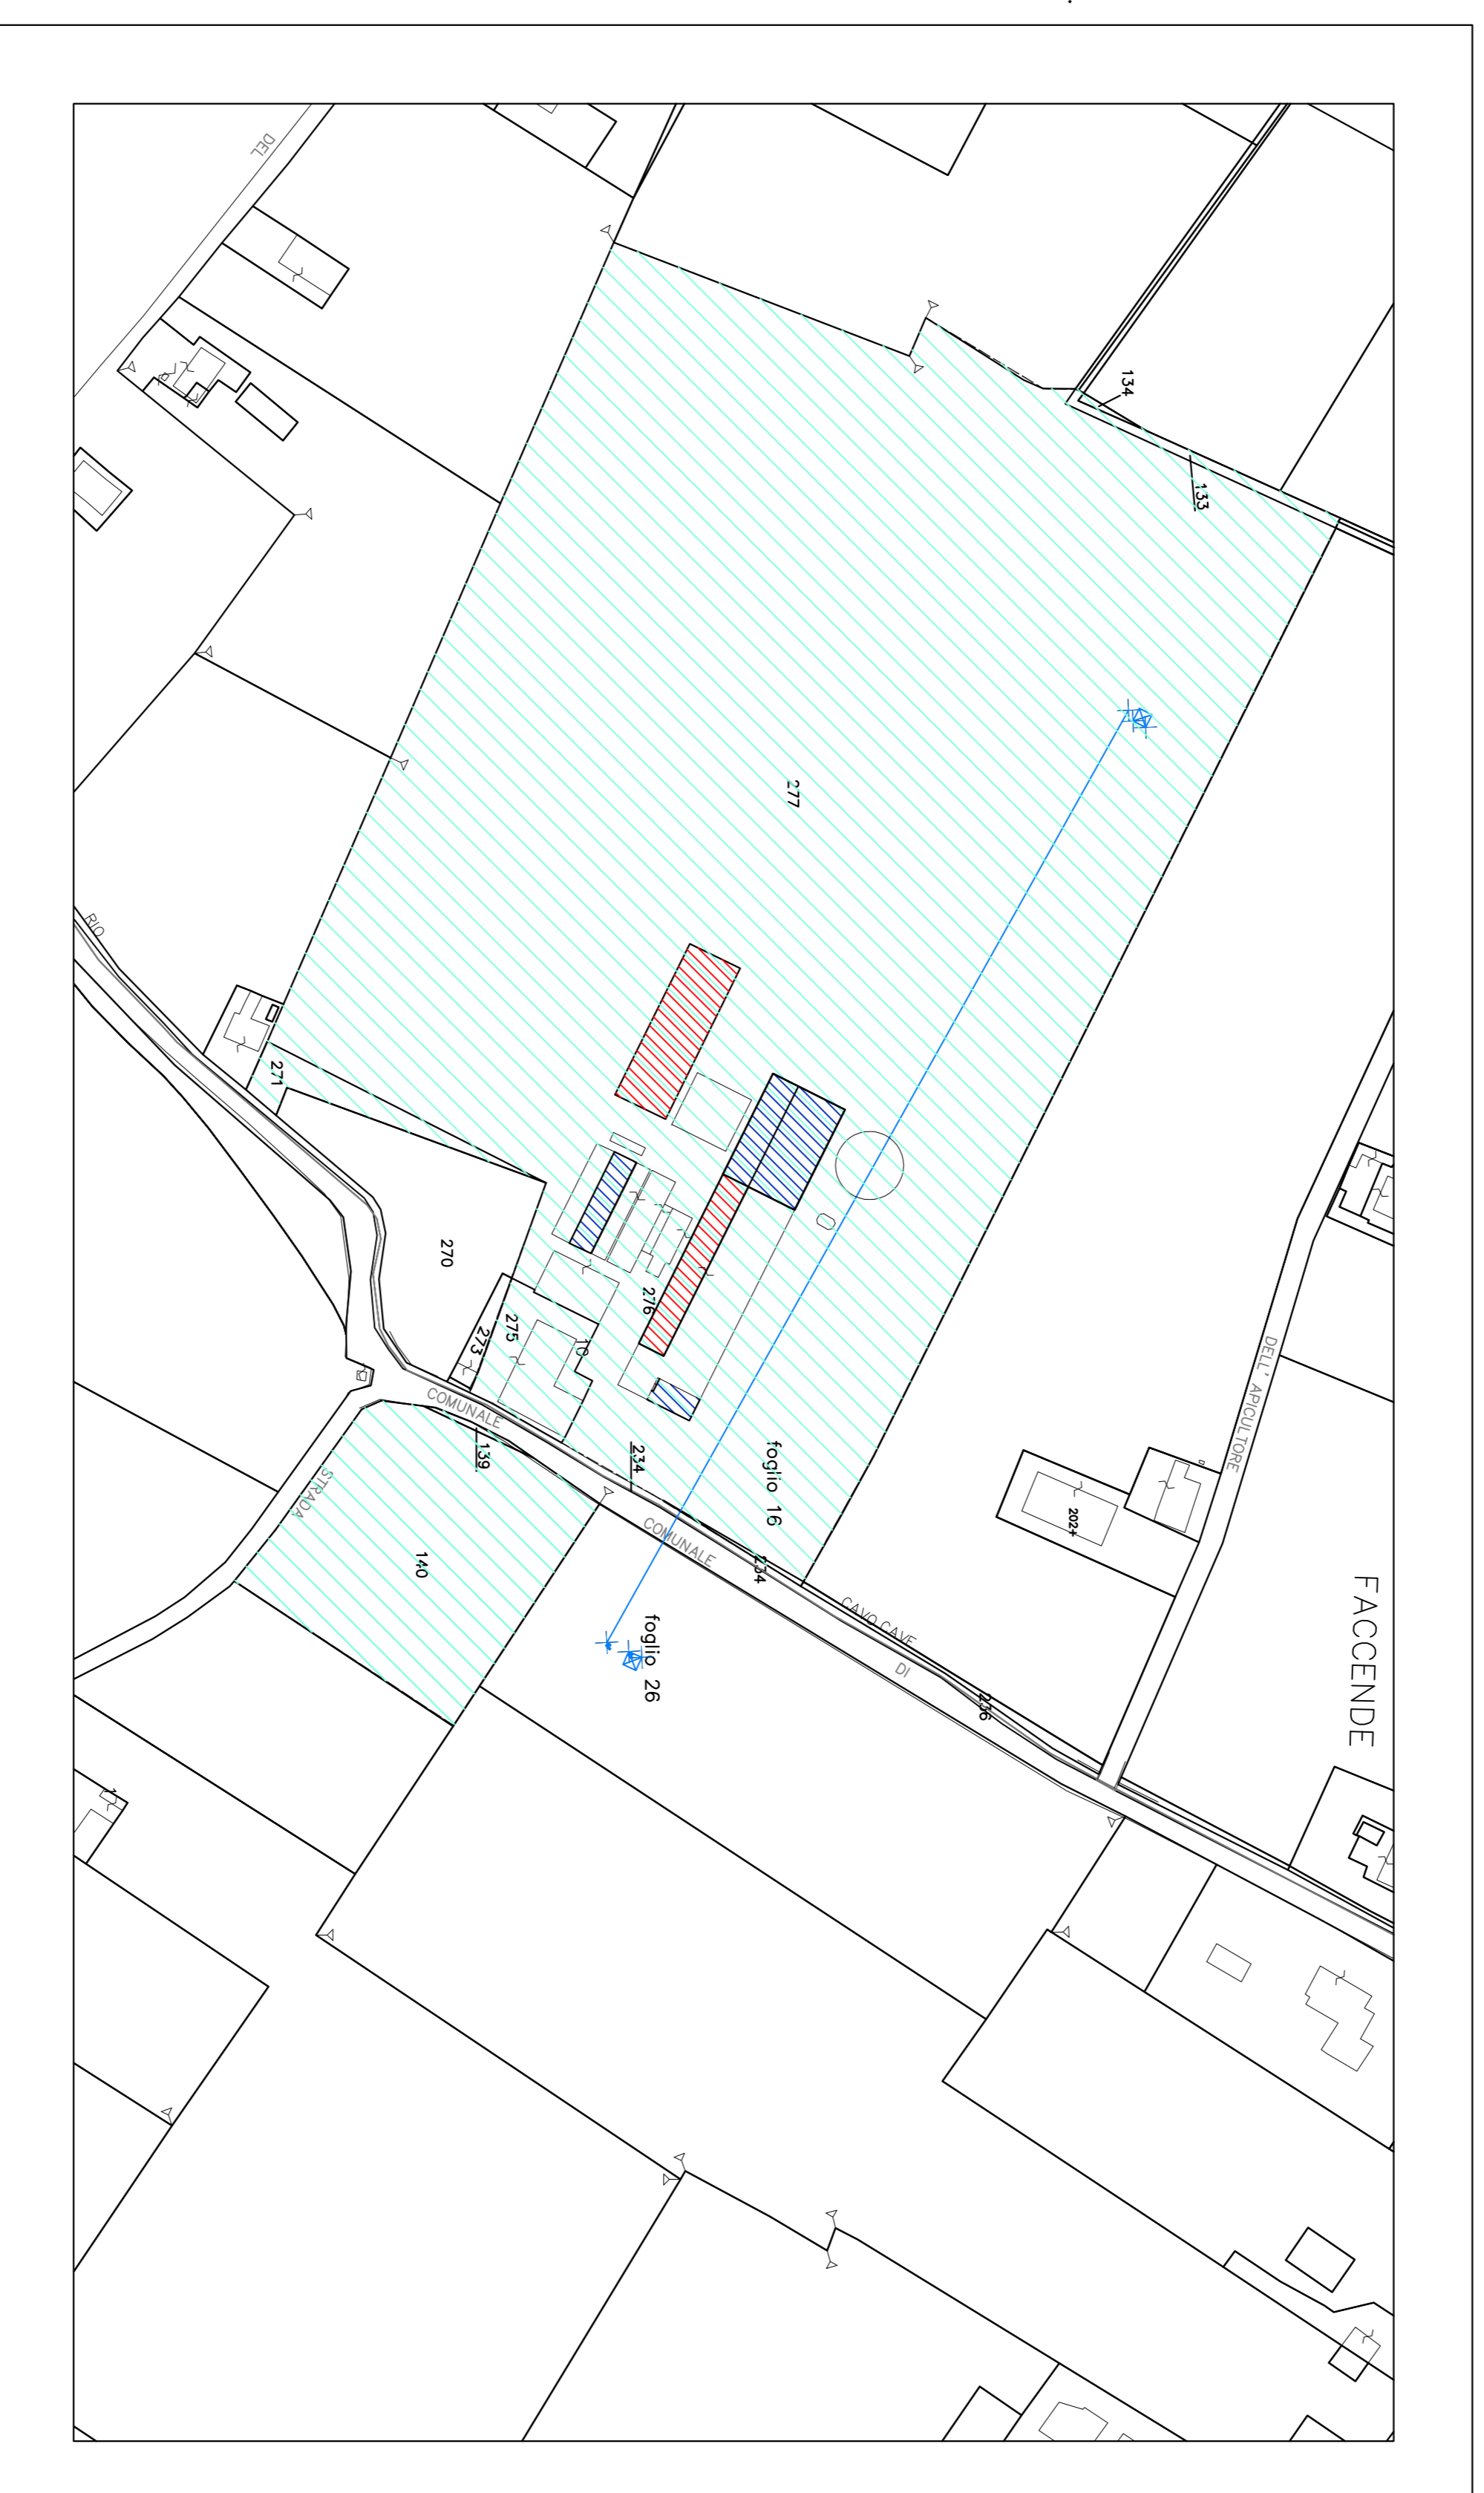 DEL
134
133
277
RIO
271
270
276
275
10
273
DELL' APICULTORE
COMUNALE
139
234
foglio 16
STRADA
202+
COMUNALE
140
234
FACCENDE
CAVO CAVE
foglio 26
DI
236